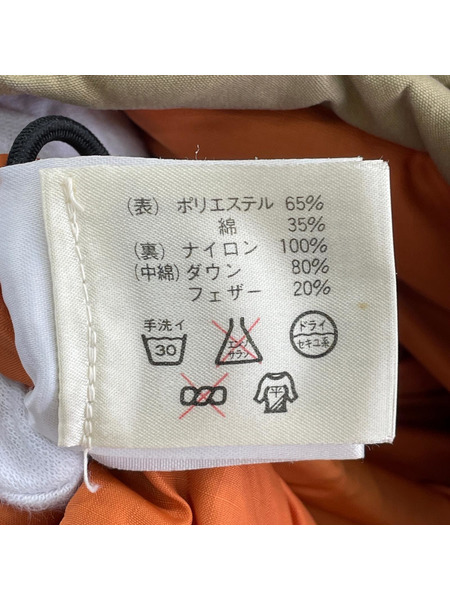 (表) ポリエステル 65%
綿 35%
(裏) ナイロン 100%
(中綿) ダウン 80%
フェザー 20%
手洗イ
30
エンソ
サラシ
ドライ
セキユ系
平